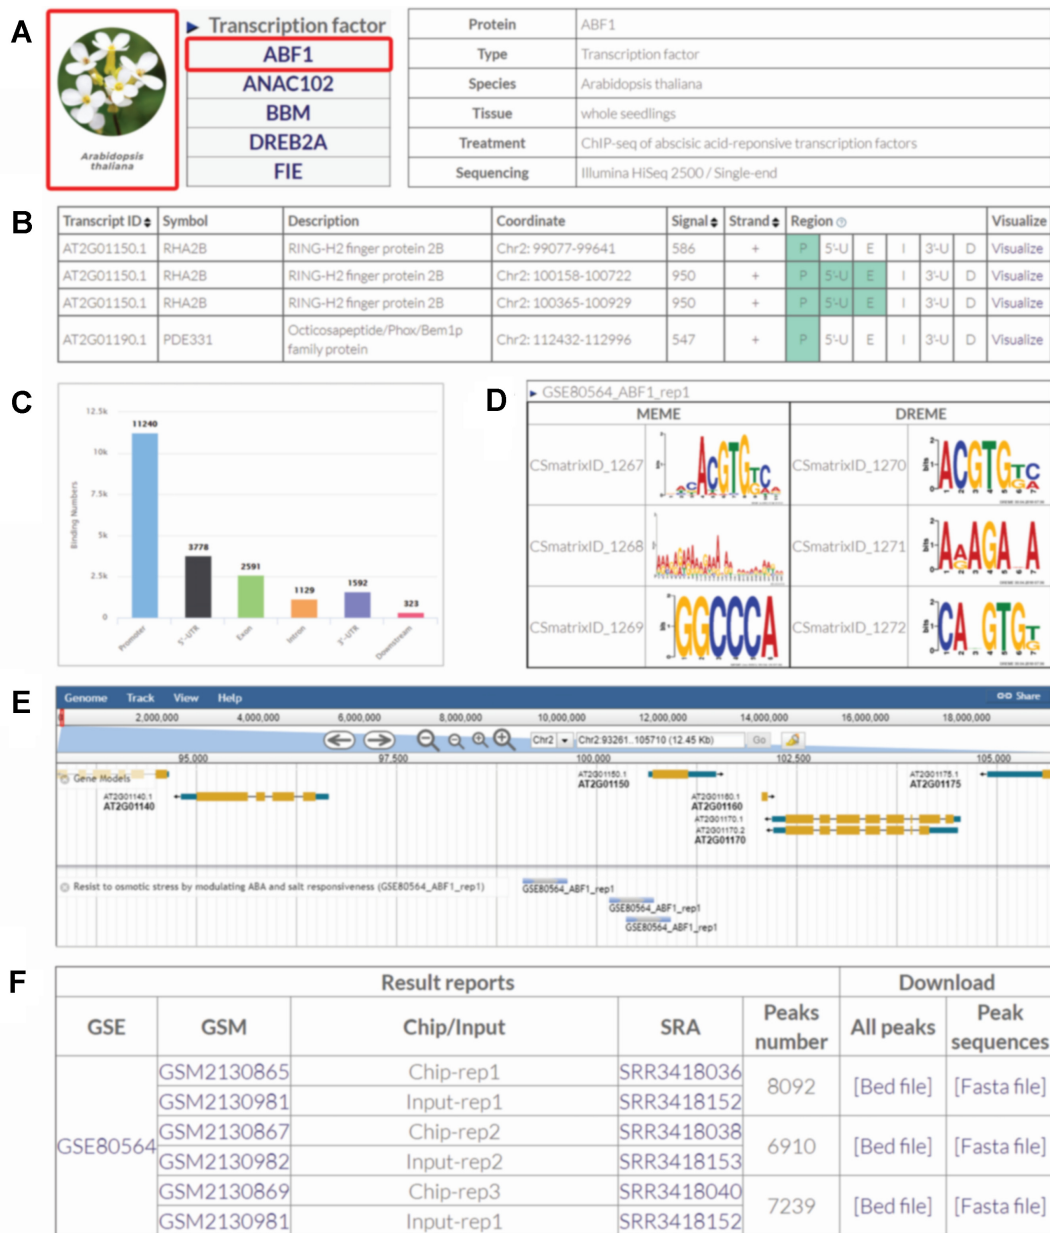 A
Arabidopsis
thaliana
Transcription factor
ABF1
ANAC102
BBM
DREB2A
FIE
Protein ABF1
Type Transcription factor
Species Arabidopsis thaliana
Tissue whole seedlings
Treatment ChIP-seq of abscisic acid-reponsive transcription factors
Sequencing Illumina HiSeq 2500 / Single-end
B
Transcript ID Symbol Description Coordinate Signal Strand Region Visualize
AT2G01150.1 RHA2B RING-H2 finger protein 2B Chr2: 99077-99641 586 + P 5'-U E I 3'-U D Visualize
AT2G01150.1 RHA2B RING-H2 finger protein 2B Chr2: 100158-100722 950 + P 5'-U E I 3'-U D Visualize
AT2G01150.1 RHA2B RING-H2 finger protein 2B Chr2: 100365-100929 950 + P 5'-U E I 3'-U D Visualize
AT2G01190.1 PDE331 Octicosapeptide/Phox/Bem1p family protein Chr2: 112432-112996 547 + P 5'-U E I 3'-U D Visualize
C
Binding Numbers
12.5k
10k
7.5k
5k
2.5k
0
11240
3778
2591
1129
1592
323
Promoter
5'-UTR
Exon
Intron
3'-UTR
Downstream
D
GSE80564_ABF1_rep1
MEME DREME
CSmatrixID_1267 CSmatrixID_1270
CSmatrixID_1268 CSmatrixID_1271
CSmatrixID_1269 GGCCCA CSmatrixID_1272
E
Genome Track View Help Share
0 2,000,000 4,000,000 6,000,000 8,000,000 10,000,000 12,000,000 14,000,000 16,000,000 18,000,000
Chr2 Chr2:93261..105710 (12.45 Kb) Go
95,000 97,500 100,000 102,500 105,000
Gene Models
AT2G01140.1
AT2G01140
AT2G01150.1
AT2G01150
AT2G01160.1
AT2G01160
AT2G01170.1
AT2G01170.2
AT2G01170
AT2G01175.1
AT2G01175
Resist to osmotic stress by modulating ABA and salt responsiveness (GSE80564_ABF1_rep1)
GSE80564_ABF1_rep1
GSE80564_ABF1_rep1
GSE80564_ABF1_rep1
F
Result reports Download
GSE GSM Chip/Input SRA Peaks number All peaks Peak sequences
GSE80564
GSM2130865 Chip-rep1 SRR3418036 8092 [Bed file] [Fasta file]
GSM2130981 Input-rep1 SRR3418152
GSM2130867 Chip-rep2 SRR3418038 6910 [Bed file] [Fasta file]
GSM2130982 Input-rep2 SRR3418153
GSM2130869 Chip-rep3 SRR3418040 7239 [Bed file] [Fasta file]
GSM2130981 Input-rep1 SRR3418152